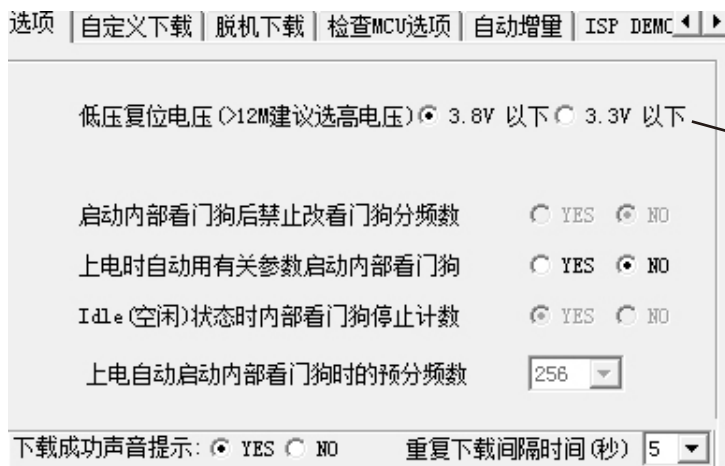 选项 自定义下载 脱机下载 检查MCU选项 自动增量 ISP DEMO
低压复位电压(>12M建议选高电压) 3.8V 以下 3.3V 以下
启动内部看门狗后禁止改看门狗分频数 YES NO
上电时自动用有关参数启动内部看门狗 YES NO
Idle(空闲)状态时内部看门狗停止计数 YES NO
上电自动启动内部看门狗时的预分频数 256
下载成功声音提示: YES NO 重复下载间隔时间(秒) 5